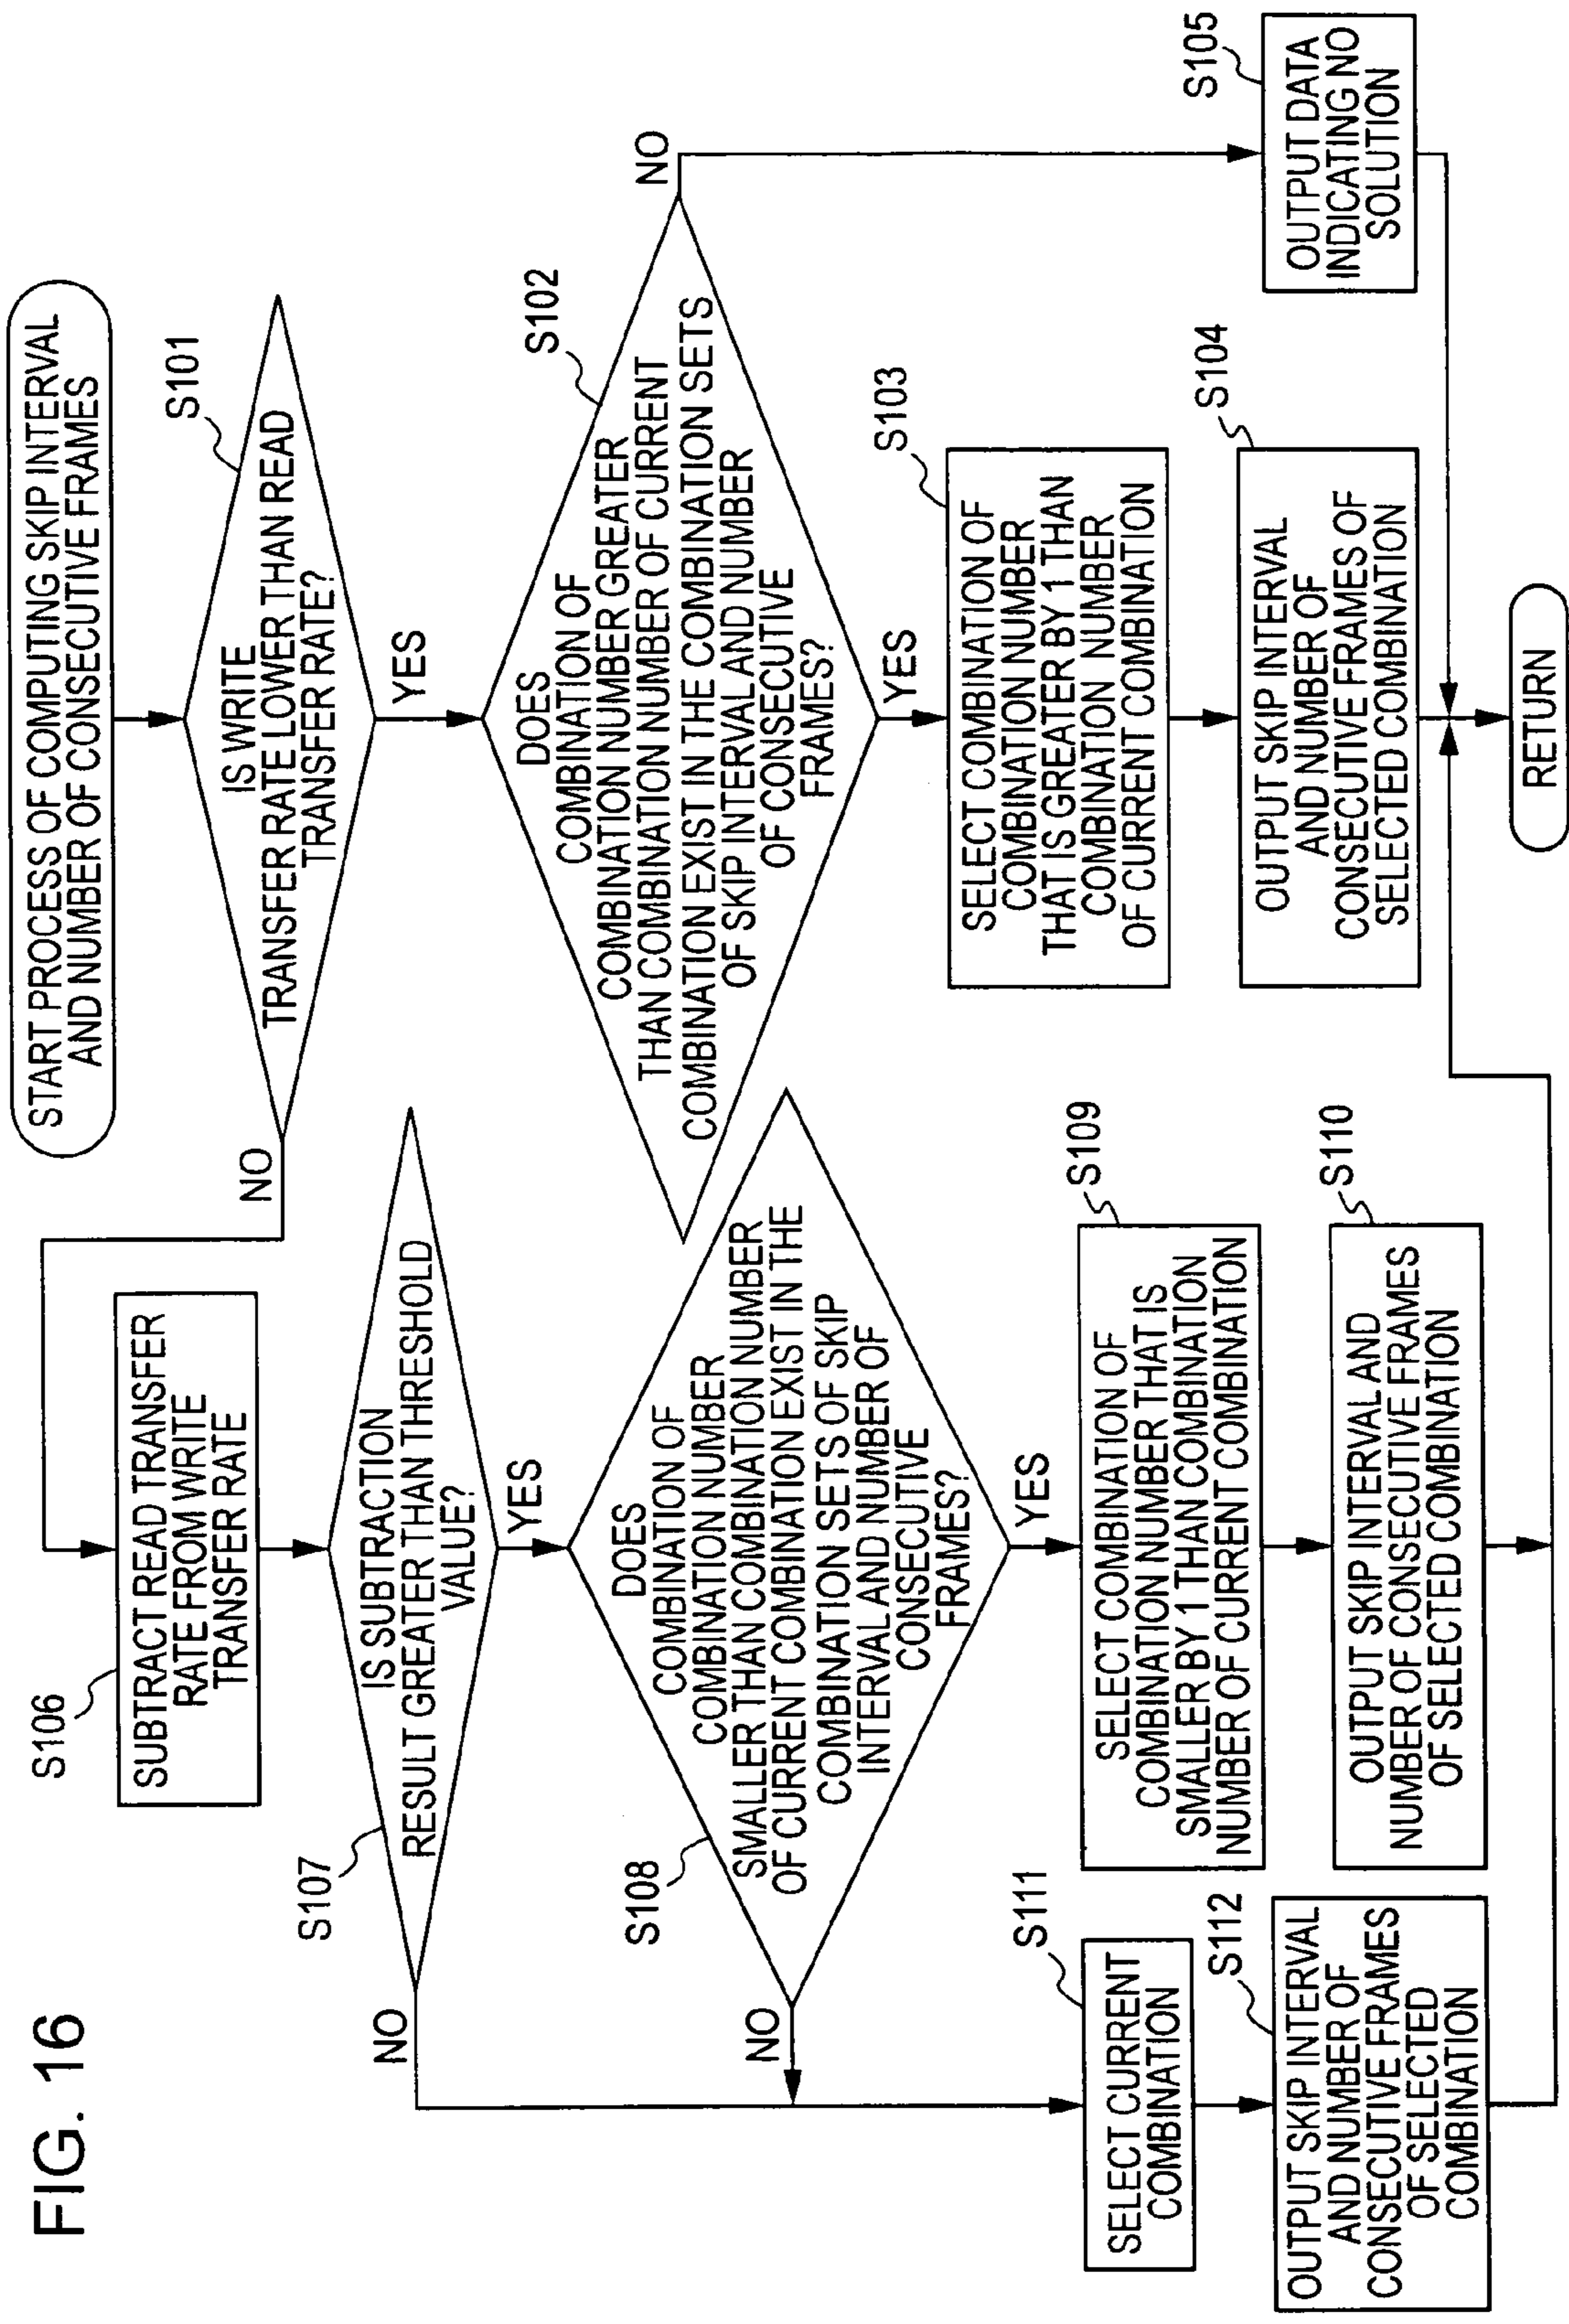 FIG. 16
START PROCESS OF COMPUTING SKIP INTERVAL
AND NUMBER OF CONSECUTIVE FRAMES
S101
IS WRITE
TRANSFER RATE LOWER THAN READ
TRANSFER RATE?
NO
YES
S102
DOES
COMBINATION OF
COMBINATION NUMBER GREATER
THAN COMBINATION NUMBER OF CURRENT
COMBINATION EXIST IN THE COMBINATION SETS
OF SKIP INTERVAL AND NUMBER
OF CONSECUTIVE
FRAMES?
NO
YES
S103
SELECT COMBINATION OF
COMBINATION NUMBER
THAT IS GREATER BY 1 THAN
COMBINATION NUMBER
OF CURRENT COMBINATION
S104
OUTPUT SKIP INTERVAL
AND NUMBER OF
CONSECUTIVE FRAMES OF
SELECTED COMBINATION
S105
OUTPUT DATA
INDICATING NO
SOLUTION
S106
SUBTRACT READ TRANSFER
RATE FROM WRITE
TRANSFER RATE
S107
IS SUBTRACTION
RESULT GREATER THAN THRESHOLD
VALUE?
NO
YES
S108
DOES
COMBINATION OF
COMBINATION NUMBER
SMALLER THAN COMBINATION NUMBER
OF CURRENT COMBINATION EXIST IN THE
COMBINATION SETS OF SKIP
INTERVAL AND NUMBER OF
CONSECUTIVE
FRAMES?
NO
YES
S109
SELECT COMBINATION OF
COMBINATION NUMBER THAT IS
SMALLER BY 1 THAN COMBINATION
NUMBER OF CURRENT COMBINATION
S110
OUTPUT SKIP INTERVAL AND
NUMBER OF CONSECUTIVE FRAMES
OF SELECTED COMBINATION
S111
SELECT CURRENT
COMBINATION
S112
OUTPUT SKIP INTERVAL
AND NUMBER OF
CONSECUTIVE FRAMES
OF SELECTED
COMBINATION
RETURN